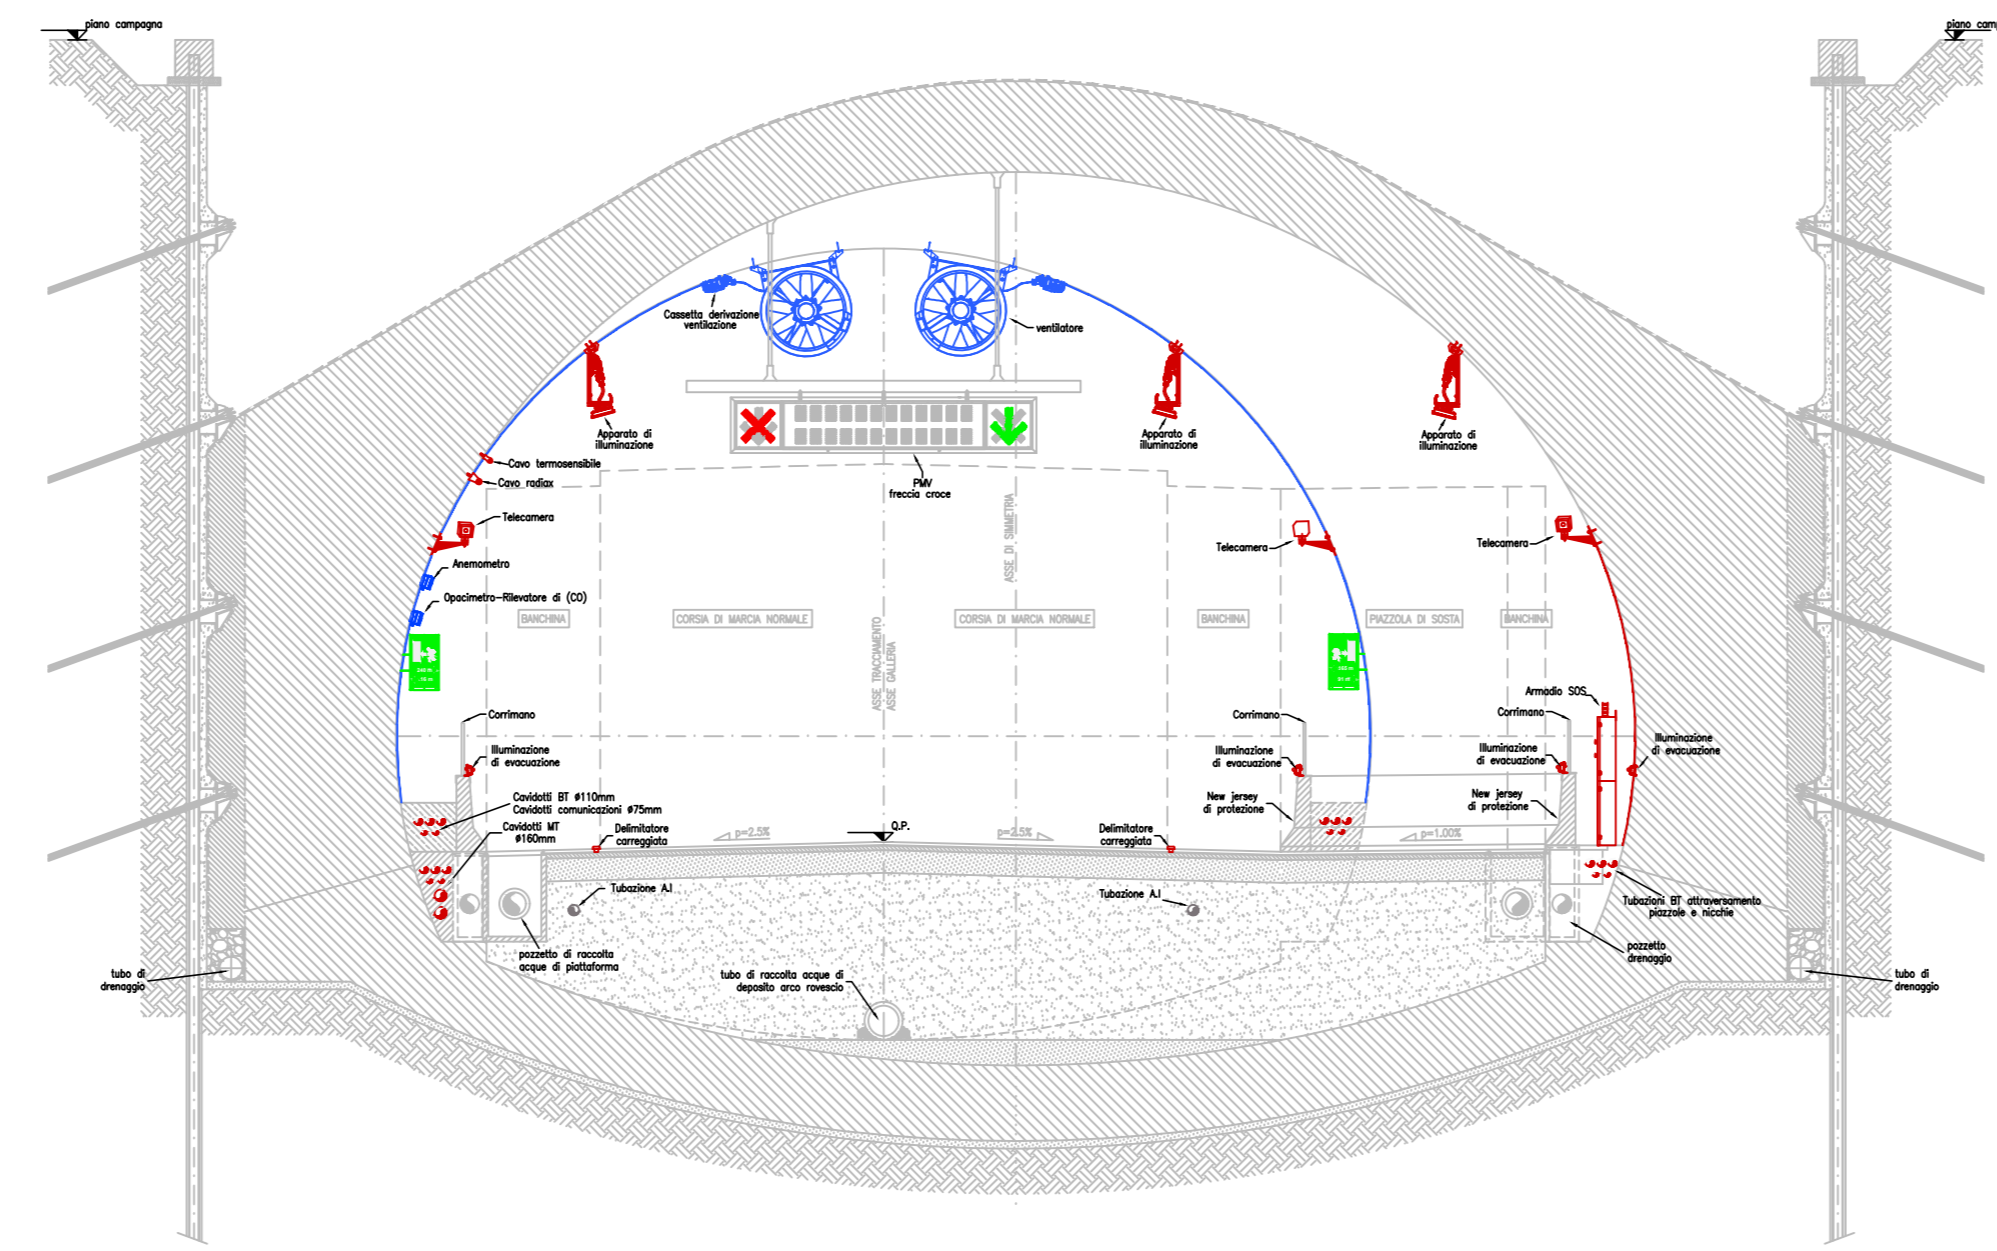 piano campagna
piano camp
Cassetta derivazione
ventilazione
ventilatore
Apparato di
illuminazione
Apparato di
illuminazione
Apparato di
illuminazione
Cavo termosensibile
Cavo radiax
PMV
freccia croce
Telecamera
Telecamera
Telecamera
ASSE DI SIMMETRIA
Anemometro
Opacimetro-Rilevatore di (CO)
BANCHINA
CORSIA DI MARCIA NORMALE
CORSIA DI MARCIA NORMALE
BANCHINA
PIAZZOLA DI SOSTA
BANCHINA
ASSE TRACCIAMENTO
ASSE GALLERIA
Armadio SOS
Corrimano
Corrimano
Corrimano
Illuminazione
di evacuazione
Illuminazione
di evacuazione
Illuminazione
di evacuazione
Illuminazione
di evacuazione
Cavidotti BT ø110mm
Cavidotti comunicazioni ø75mm
New jersey
di protezione
New jersey
di protezione
Cavidotti MT
ø160mm
Delimitatore
carreggiata
p=2.5%
Q.P.
p=2.5%
Delimitatore
carreggiata
p=1.00%
Tubazione A.I
Tubazione A.I
Tubazioni BT attraversamento
piazzole e nicchie
pozzetto di raccolta
acque di piattaforma
pozzetto
drenaggio
tubo di
drenaggio
tubo di raccolta acque di
deposito arco rovescio
tubo di
drenaggio